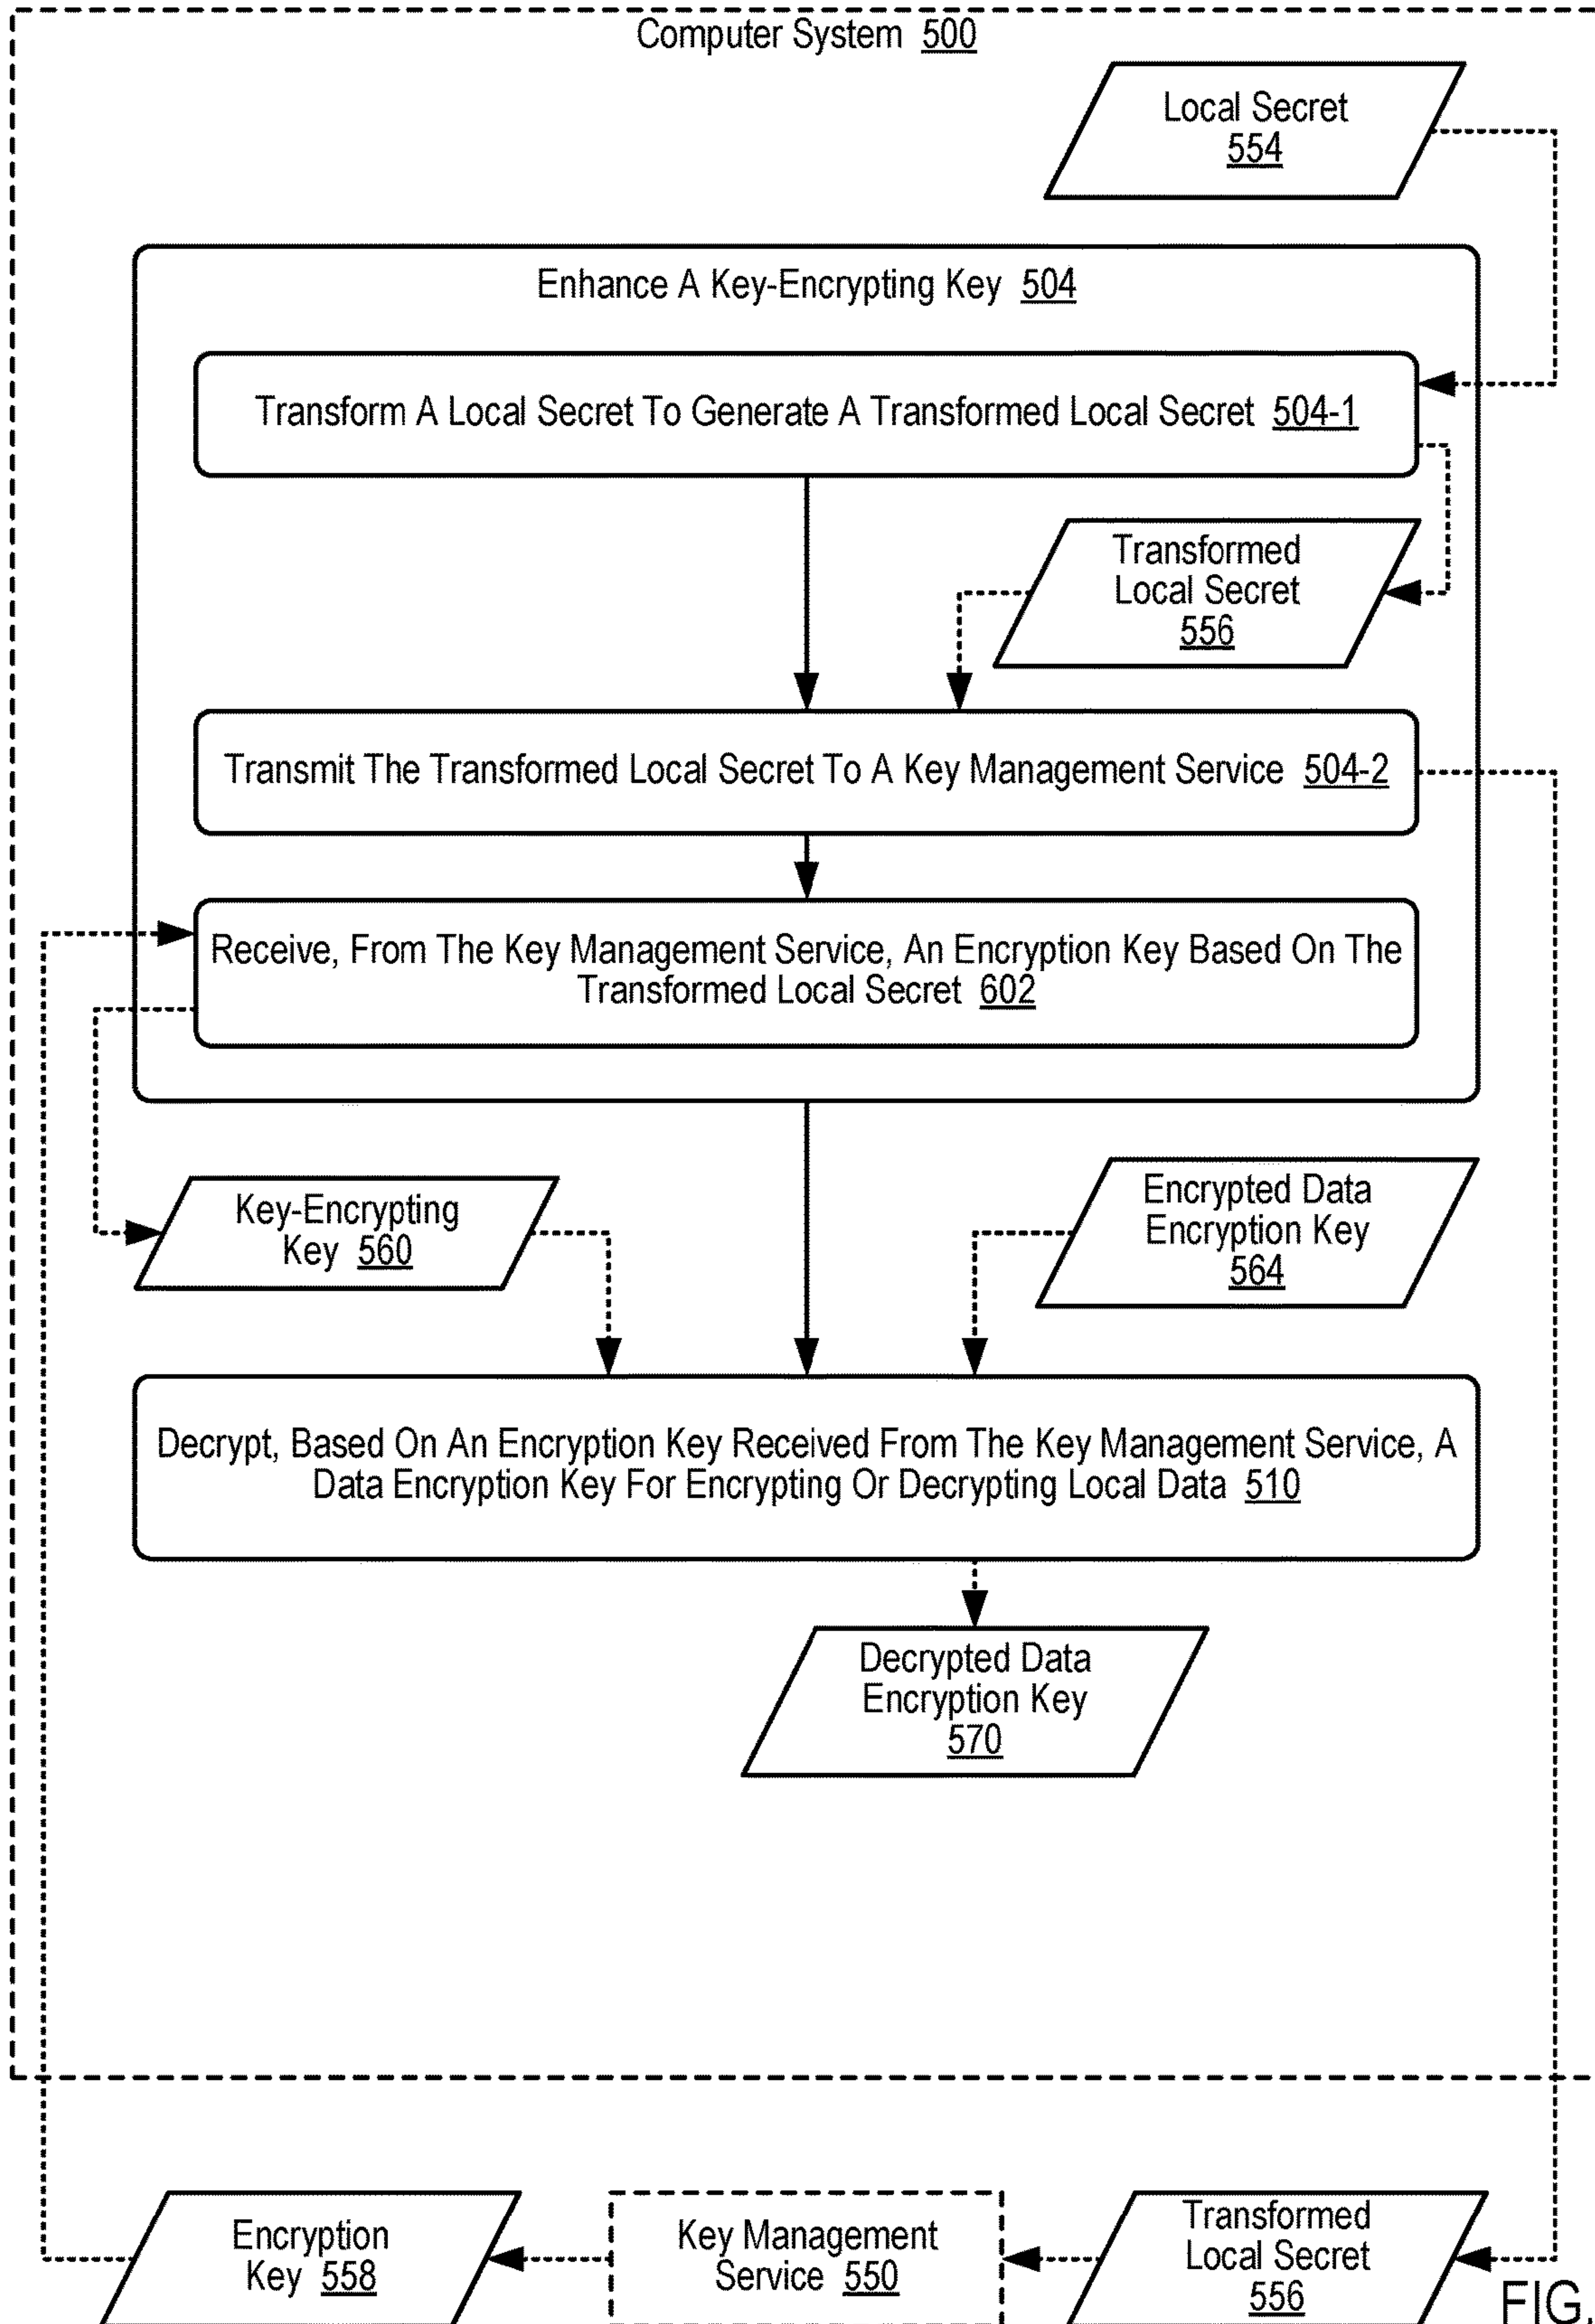 Computer System 500
Local Secret
554
Enhance A Key-Encrypting Key 504
Transform A Local Secret To Generate A Transformed Local Secret 504-1
Transformed
Local Secret
556
Transmit The Transformed Local Secret To A Key Management Service 504-2
Receive, From The Key Management Service, An Encryption Key Based On The
Transformed Local Secret 602
Key-Encrypting
Key 560
Encrypted Data
Encryption Key
564
Decrypt, Based On An Encryption Key Received From The Key Management Service, A
Data Encryption Key For Encrypting Or Decrypting Local Data 510
Decrypted Data
Encryption Key
570
Encryption
Key 558
Key Management
Service 550
Transformed
Local Secret
556
FIG.